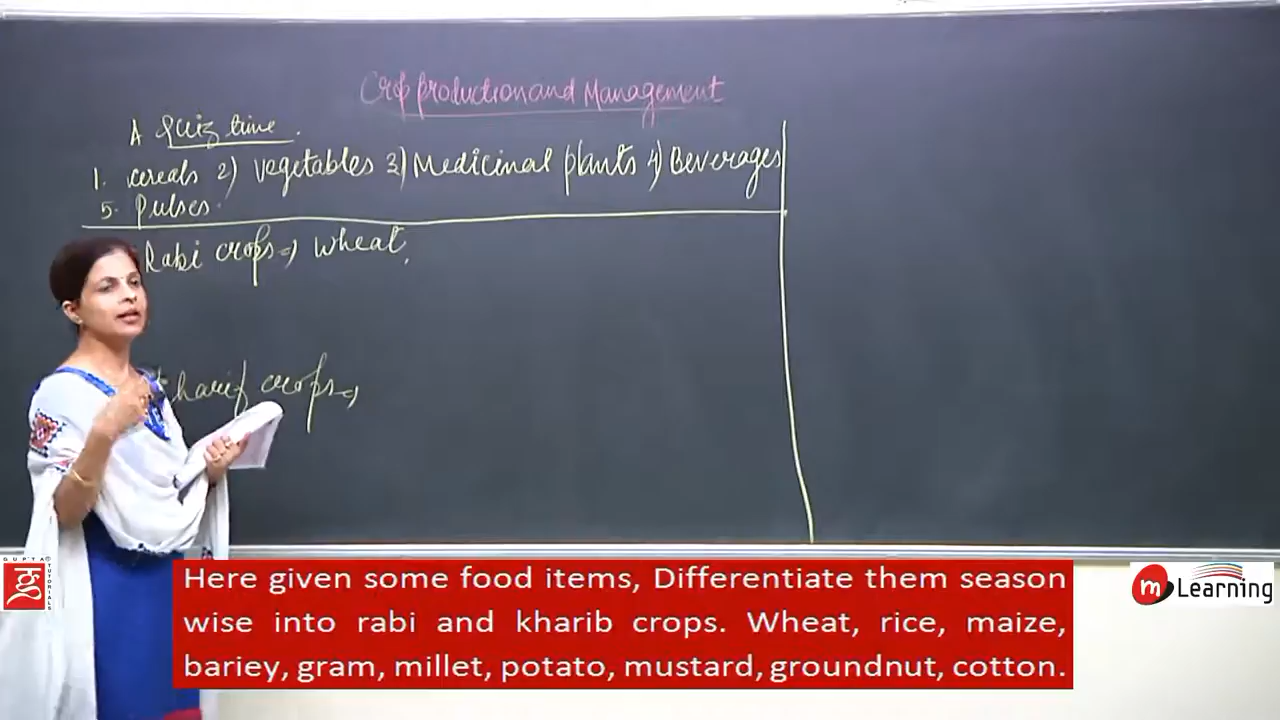 Crop production and Management
A Quiz time.
1. cereals 2) vegetables 3) Medicinal plants 4) Beverages
5. Pulses.
Rabi crops⇒ wheat,
kharif crops⇒
Here given some food items, Differentiate them season
wise into rabi and kharib crops. Wheat, rice, maize,
bariey, gram, millet, potato, mustard, groundnut, cotton.
GUPTA TUTORIALS
ग
m Learning